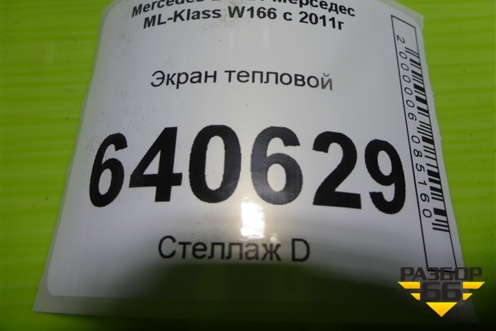 Mercedes Мерседес
ML-Klass W166 с 2011г
Экран тепловой
640629
Стеллаж D
2000006085160
РАЗБОР
66